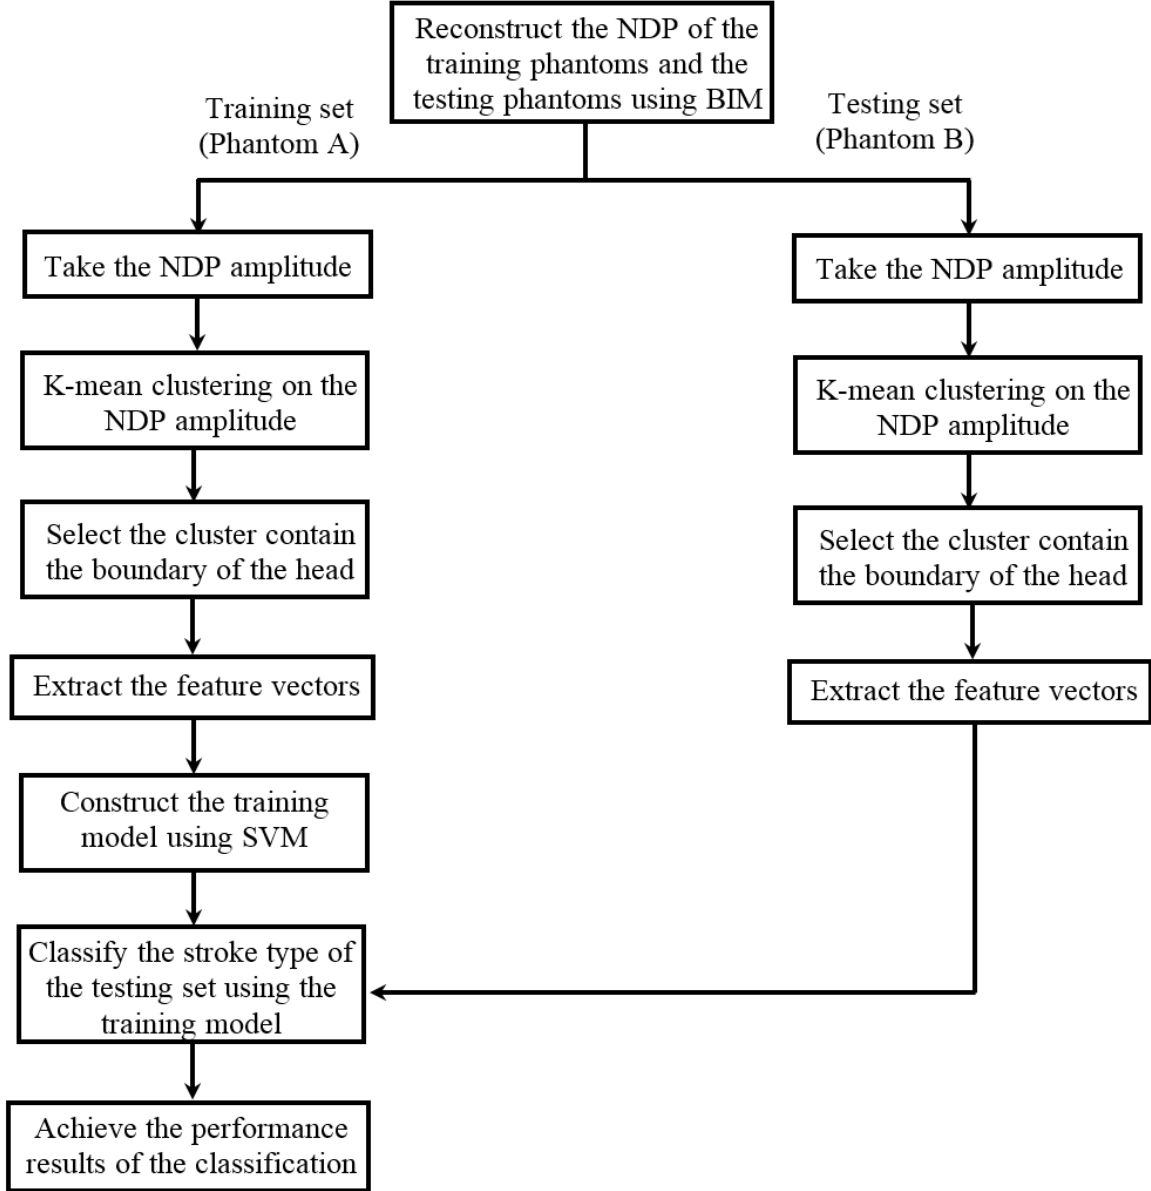 Reconstruct the NDP of the
training phantoms and the
testing phantoms using BIM
Training set
(Phantom A)
Testing set
(Phantom B)
Take the NDP amplitude
K-mean clustering on the
NDP amplitude
Select the cluster contain
the boundary of the head
Extract the feature vectors
Construct the training
model using SVM
Take the NDP amplitude
K-mean clustering on the
NDP amplitude
Select the cluster contain
the boundary of the head
Extract the feature vectors
Classify the stroke type of
the testing set using the
training model
Achieve the performance
results of the classification